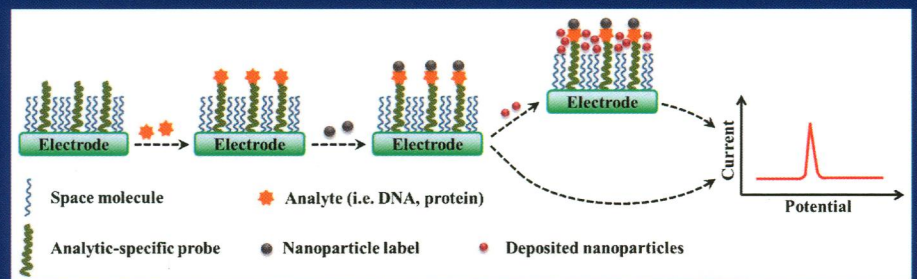 Electrode
Electrode
Electrode
Electrode
Current
Potential
Space molecule
Analyte (i.e. DNA, protein)
Analytic-specific probe
Nanoparticle label
Deposited nanoparticles